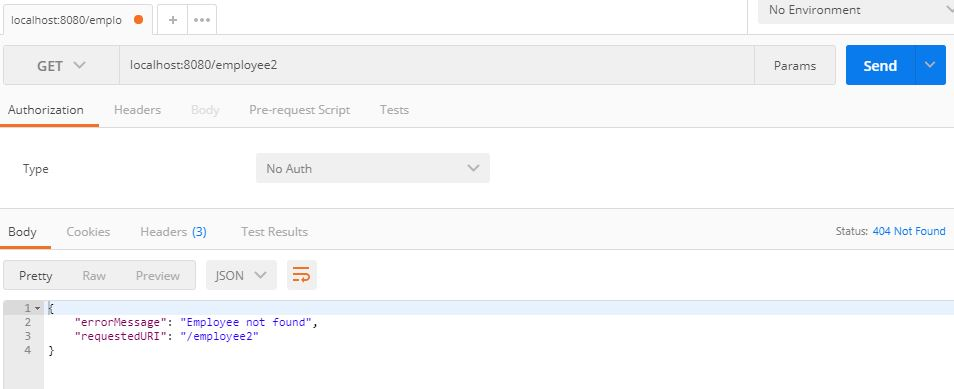 localhost:8080/emplo + ••• No Environment
GET localhost:8080/employee2 Params Send
Authorization Headers Body Pre-request Script Tests
Type No Auth
Body Cookies Headers (3) Test Results Status: 404 Not Found
Pretty Raw Preview JSON
1 {
2 "errorMessage": "Employee not found",
3 "requestedURI": "/employee2"
4 }